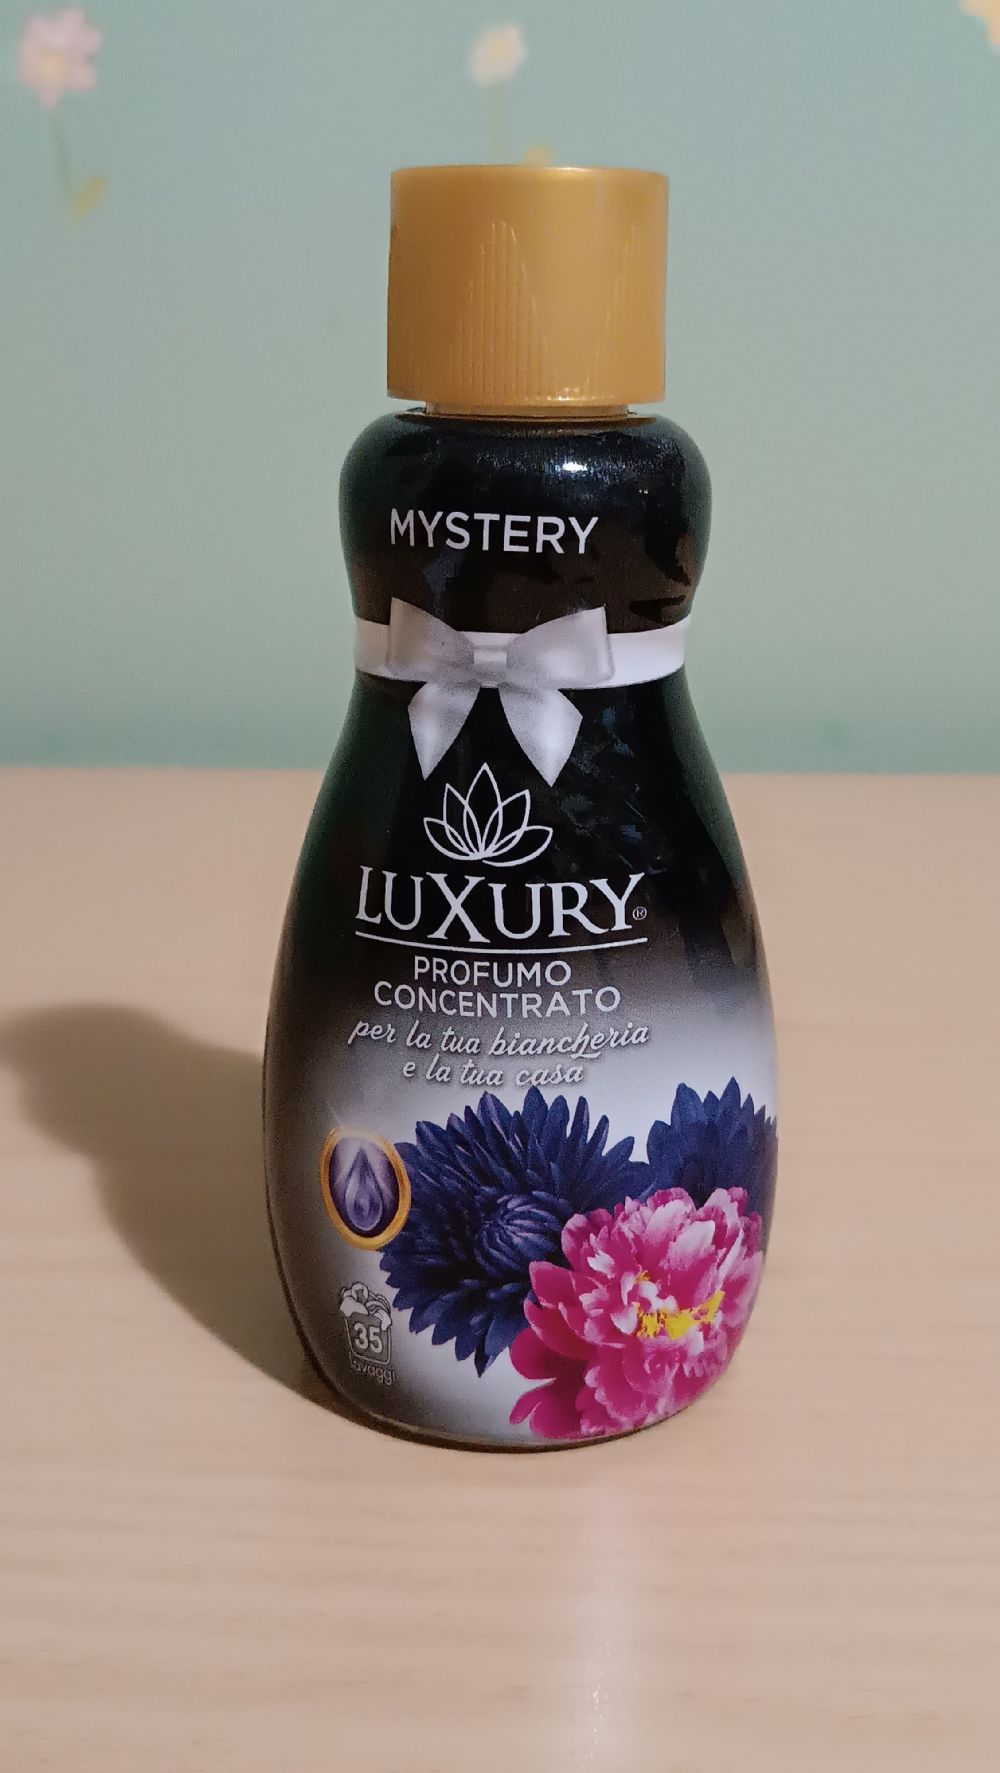 MYSTERY
LUXURY®
PROFUMO
CONCENTRATO
per la tua biancheria
e la tua casa
35
Lavaggi